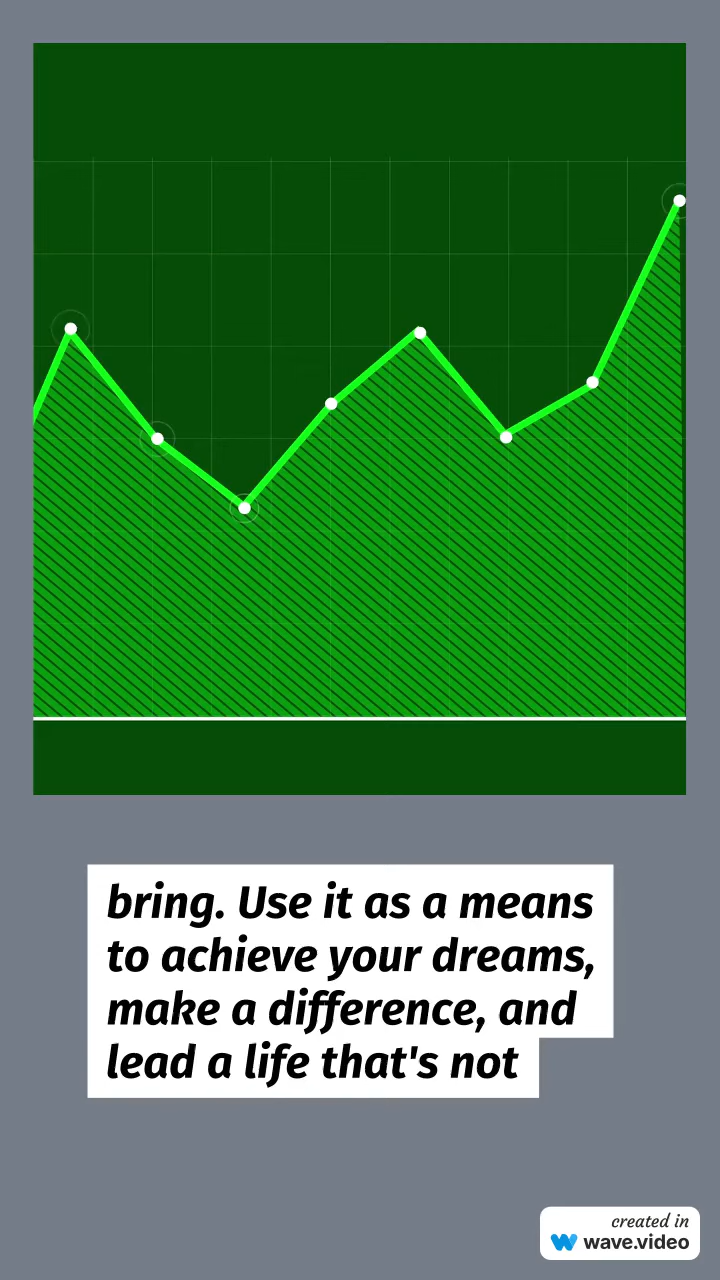 bring. Use it as a means
to achieve your dreams,
make a difference, and
lead a life that's not
created in
wave.video